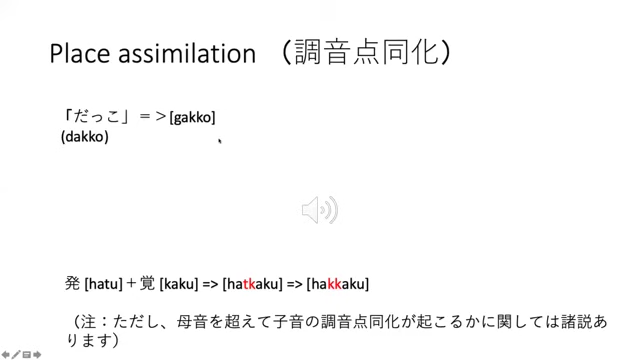 Place assimilation （調音点同化）
「だっこ」＝＞[gakko]
(dakko)
発 [hatu]＋覚 [kaku] => [hatkaku] => [hakkaku]
（注：ただし、母音を超えて子音の調音点同化が起こるかに関しては諸説あ
ります）